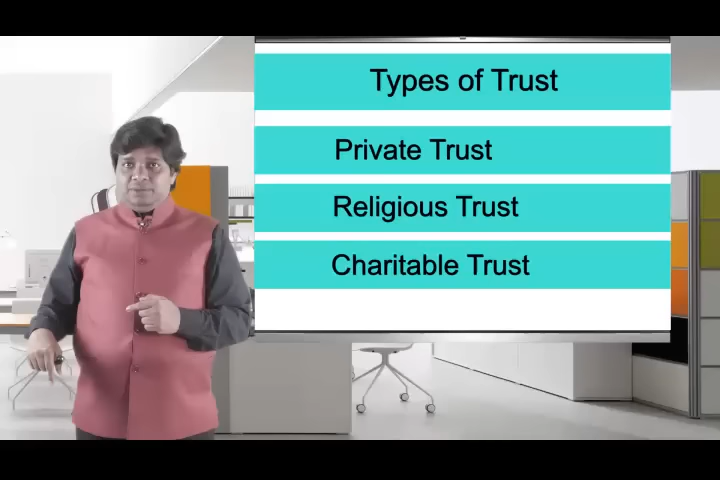 Types of Trust
Private Trust
Religious Trust
Charitable Trust